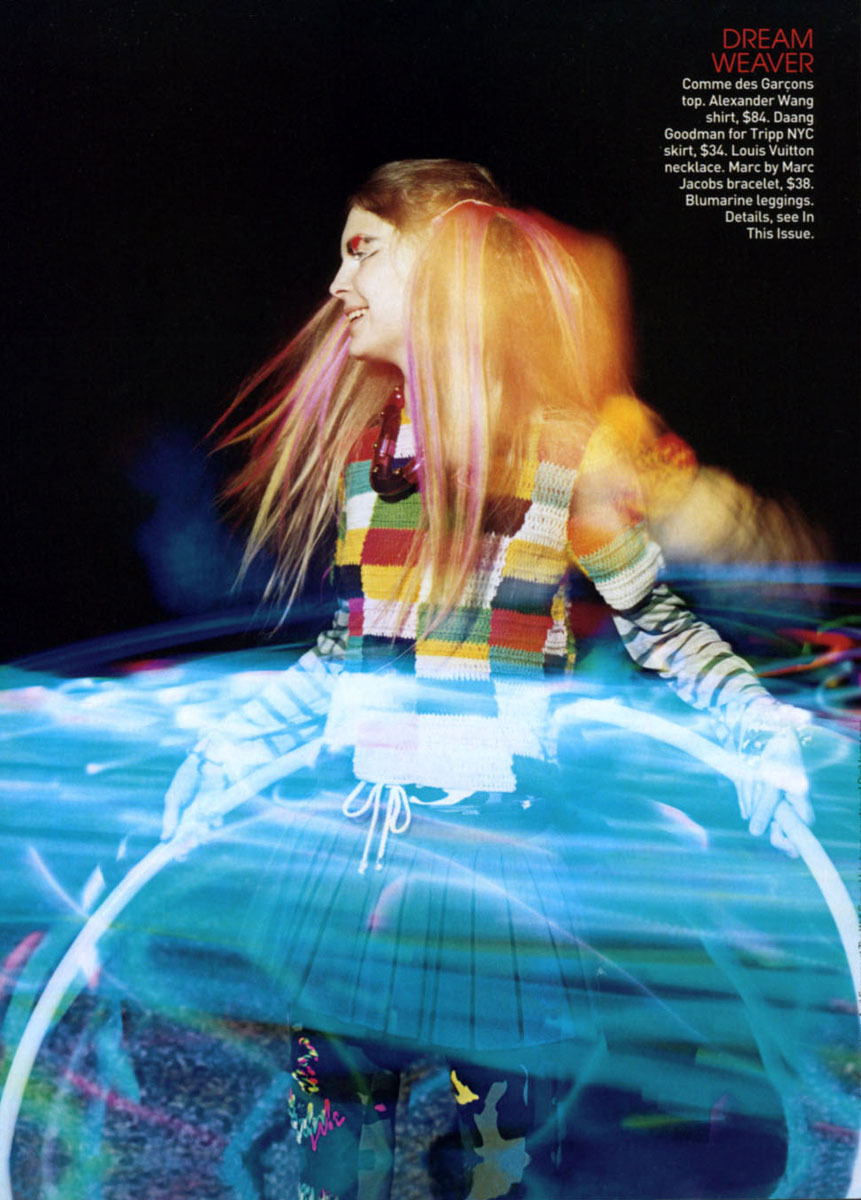 DREAM
WEAVER
Comme des Garçons
top. Alexander Wang
shirt, $84. Daang
Goodman for Tripp NYC
skirt, $34. Louis Vuitton
necklace. Marc by Marc
Jacobs bracelet, $38.
Blumarine leggings.
Details, see In
This Issue.